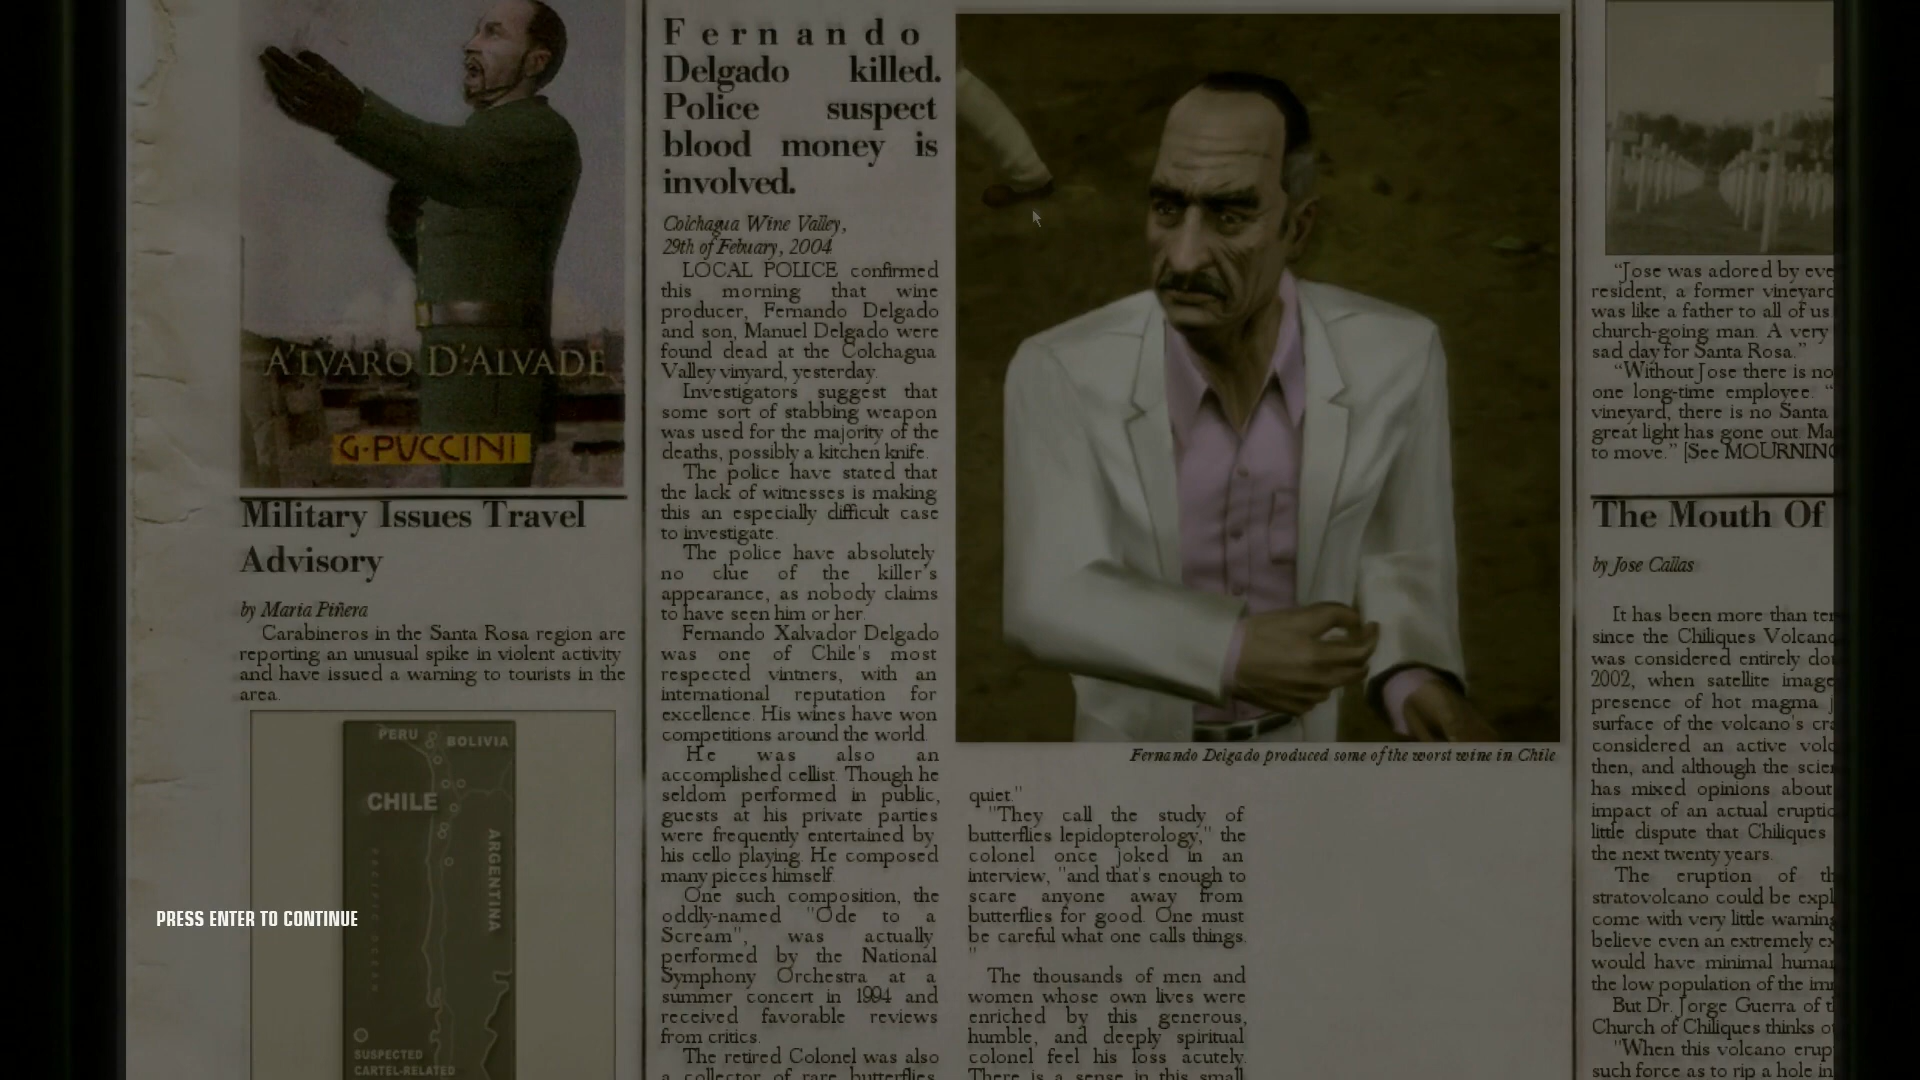 A'LVARO D'ALVADE
G·PUCCINI
Military Issues Travel
Advisory
by Maria Piñera
Carabineros in the Santa Rosa region are
reporting an unusual spike in violent activity
and have issued a warning to tourists in the
area.
PERU
BOLIVIA
CHILE
ARGENTINA
PACIFIC OCEAN
SUSPECTED
CARTEL-RELATED
PRESS ENTER TO CONTINUE
Fernando
Delgado killed.
Police suspect
blood money is
involved.
Colchagua Wine Valley,
29th of Febuary, 2004
LOCAL POLICE confirmed
this morning that wine
producer, Fernando Delgado
and son, Manuel Delgado were
found dead at the Colchagua
Valley vinyard, yesterday.
Investigators suggest that
some sort of stabbing weapon
was used for the majority of the
deaths, possibly a kitchen knife.
The police have stated that
the lack of witnesses is making
this an especially difficult case
to investigate.
The police have absolutely
no clue of the killer's
appearance, as nobody claims
to have seen him or her.
Fernando Xalvador Delgado
was one of Chile's most
respected vintners, with an
international reputation for
excellence. His wines have won
competitions around the world.
He was also an
accomplished cellist. Though he
seldom performed in public,
guests at his private parties
were frequently entertained by
his cello playing. He composed
many pieces himself.
One such composition, the
oddly-named "Ode to a
Scream", was actually
performed by the National
Symphony Orchestra at a
summer concert in 1994 and
received favorable reviews
from critics.
The retired Colonel was also
a collector of rare butterflies,
Fernando Delgado produced some of the worst wine in Chile
quiet."
"They call the study of
butterflies lepidopterology," the
colonel once joked in an
interview, "and that's enough to
scare anyone away from
butterflies for good. One must
be careful what one calls things.
"
The thousands of men and
women whose own lives were
enriched by this generous,
humble, and deeply spiritual
colonel feel his loss acutely.
There is a sense in this small
"Jose was adored by eve
resident, a former vineyard
was like a father to all of us.
church-going man. A very
sad day for Santa Rosa."
"Without Jose there is no
one long-time employee. "
vineyard, there is no Santa
great light has gone out. Ma
to move." [See MOURNING
The Mouth Of
by Jose Callas
It has been more than ten
since the Chiliques Volcano
was considered entirely do
2002, when satellite image
presence of hot magma j
surface of the volcano's cra
considered an active volc
then, and although the scien
has mixed opinions about
impact of an actual eruptio
little dispute that Chiliques
the next twenty years.
The eruption of th
stratovolcano could be expl
come with very little warning
believe even an extremely ex
would have minimal human
the low population of the im
But Dr. Jorge Guerra of th
Church of Chiliques thinks ot
"When this volcano erup
such force as to rip a hole in